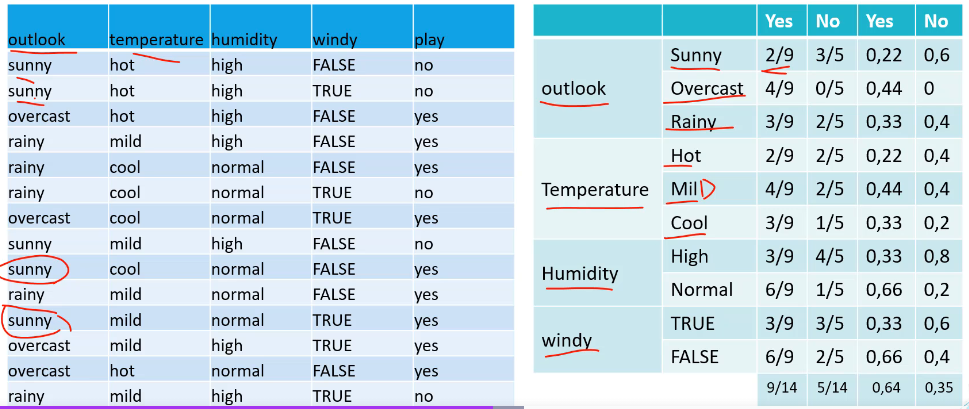 outlook temperature humidity windy play
sunny hot high FALSE no
sunny hot high TRUE no
overcast hot high FALSE yes
rainy mild high FALSE yes
rainy cool normal FALSE yes
rainy cool normal TRUE no
overcast cool normal TRUE yes
sunny mild high FALSE no
sunny cool normal FALSE yes
rainy mild normal FALSE yes
sunny mild normal TRUE yes
overcast mild high TRUE yes
overcast hot normal FALSE yes
rainy mild high TRUE no
Yes No Yes No
outlook Sunny 2/9 3/5 0,22 0,6
Overcast 4/9 0/5 0,44 0
Rainy 3/9 2/5 0,33 0,4
Temperature Hot 2/9 2/5 0,22 0,4
MilD 4/9 2/5 0,44 0,4
Cool 3/9 1/5 0,33 0,2
Humidity High 3/9 4/5 0,33 0,8
Normal 6/9 1/5 0,66 0,2
windy TRUE 3/9 3/5 0,33 0,6
FALSE 6/9 2/5 0,66 0,4
9/14 5/14 0,64 0,35